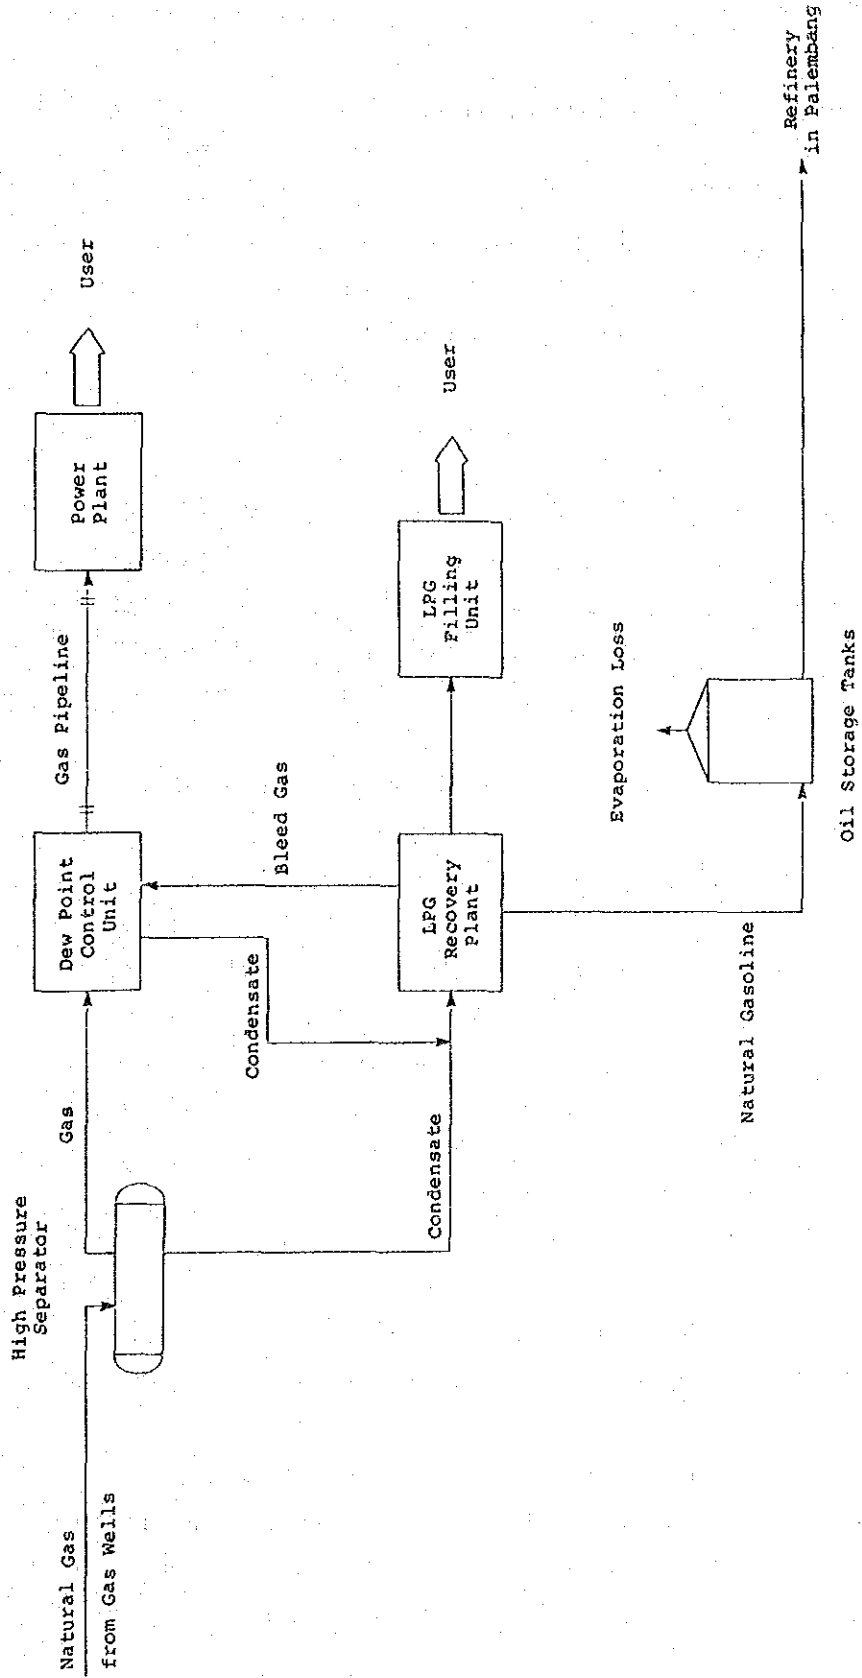 Natural Gas
from Gas Wells
High Pressure
Separator
Gas
Condensate
Condensate
Dew Point
Control
Unit
Bleed Gas
LPG
Recovery
Plant
Natural Gasoline
Gas Pipeline
Power
Plant
User
LPG
Filling
Unit
User
Evaporation Loss
Oil Storage Tanks
Refinery
in Palembang